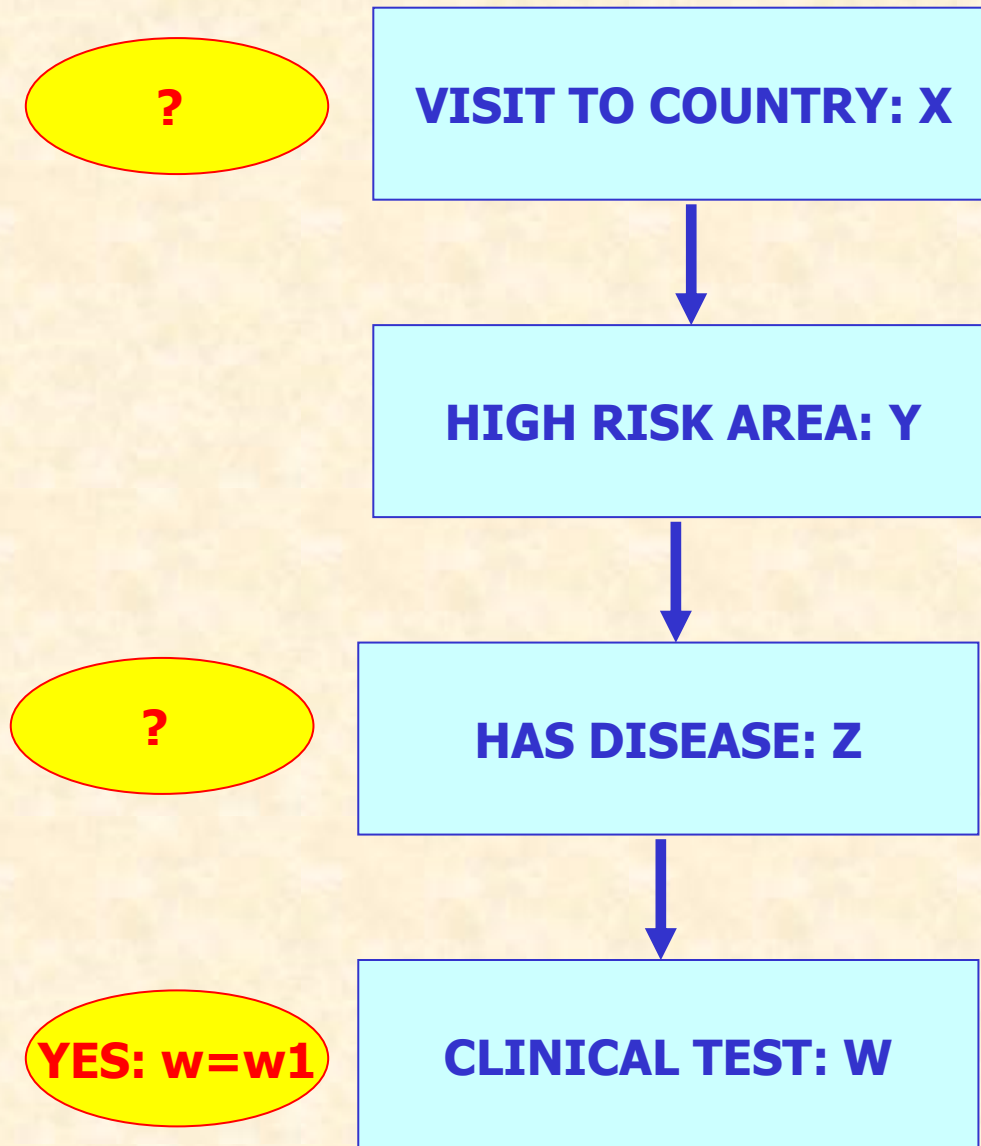 ?
VISIT TO COUNTRY: X
HIGH RISK AREA: Y
?
HAS DISEASE: Z
YES: w=w1
CLINICAL TEST: W